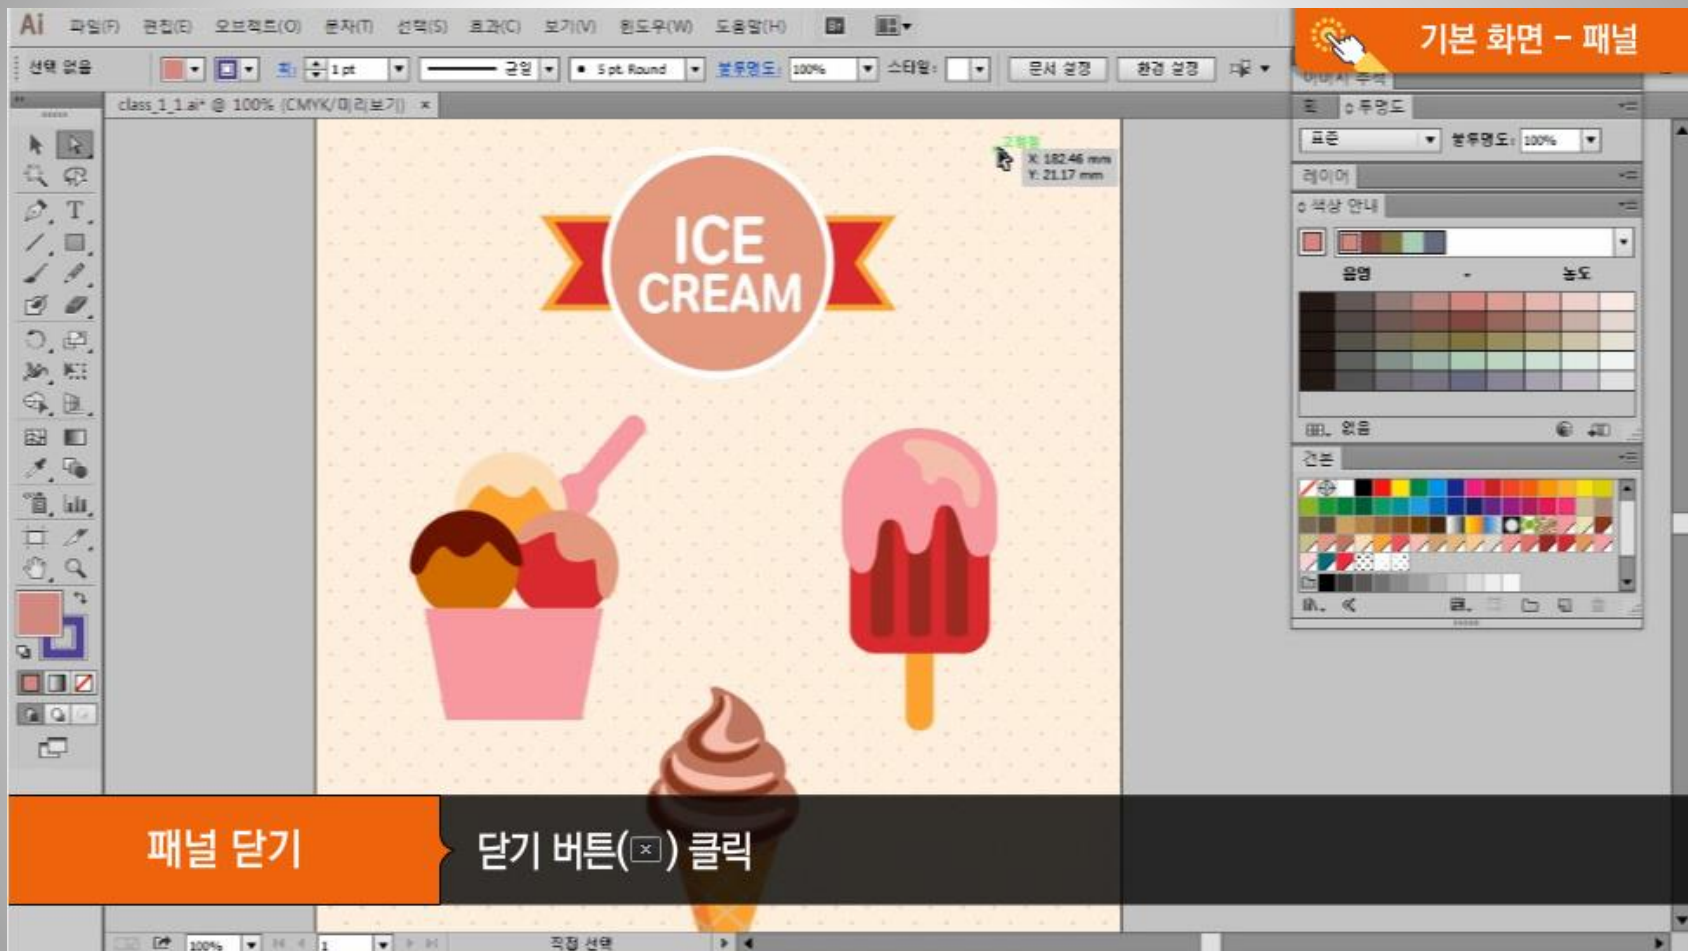 Ai 파일(F) 편집(E) 오브젝트(O) 문자(T) 선택(S) 효과(C) 보기(V) 윈도우(W) 도움말(H) Br
기본 화면 - 패널
선택 없음 획: 1 pt 균일 5 pt. Round 불투명도: 100% 스타일: 문서 설정 환경 설정
class_1_1.ai* @ 100% (CMYK/미리보기) ×
획 투명도
표준 불투명도: 100%
X: 182.46 mm
Y: 21.17 mm
레이어
색상 안내
음영 - 농도
없음
견본
ICE
CREAM
패널 닫기
닫기 버튼(×) 클릭
100% 1 직접 선택